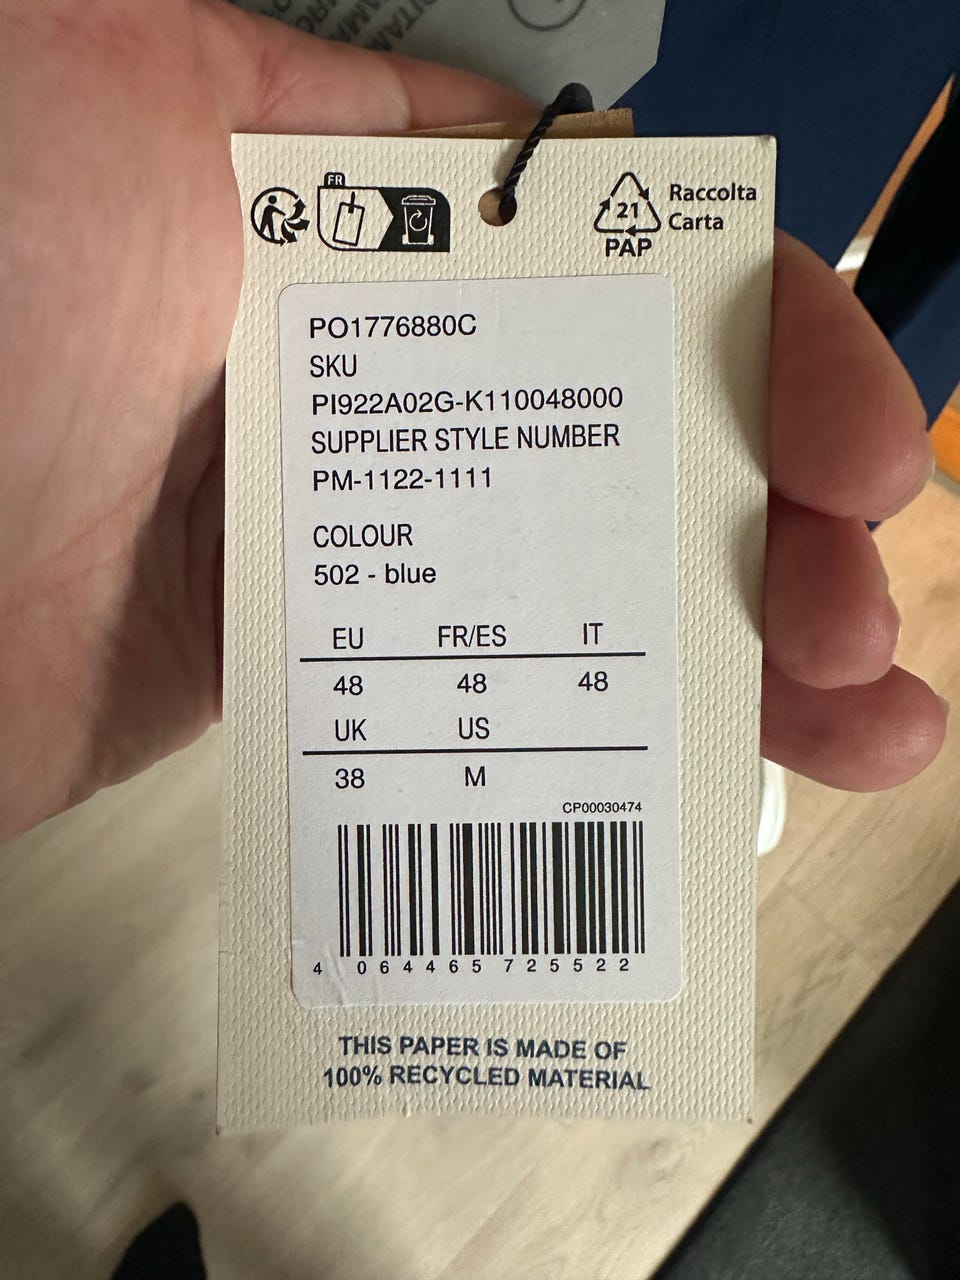 FR
21
PAP
Raccolta
Carta
PO1776880C
SKU
PI922A02G-K110048000
SUPPLIER STYLE NUMBER
PM-1122-1111
COLOUR
502 - blue
EU FR/ES IT
48 48 48
UK US
38 M
CP00030474
4 064465 725522
THIS PAPER IS MADE OF
100% RECYCLED MATERIAL